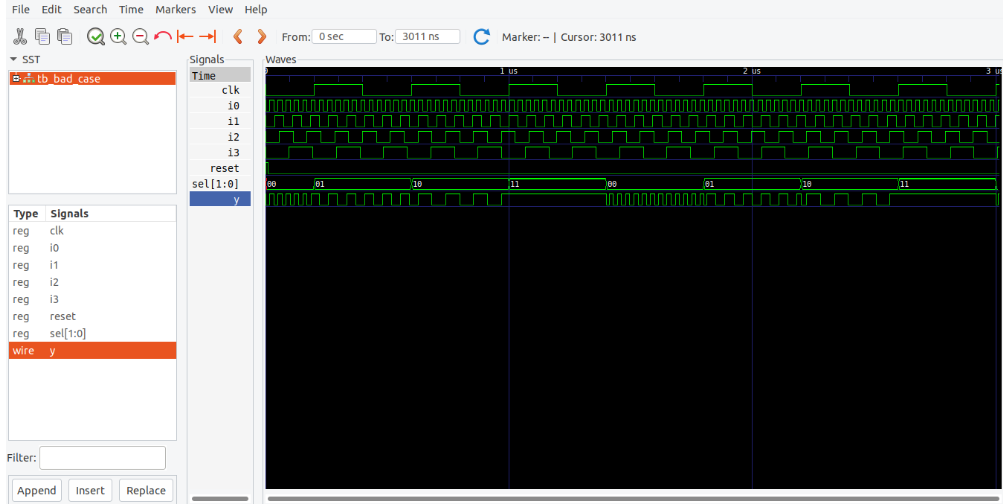 File Edit Search Time Markers View Help
From: 0 sec To: 3011 ns Marker: -- | Cursor: 3011 ns
SST
tb_bad_case
Type Signals
reg clk
reg i0
reg i1
reg i2
reg i3
reg reset
reg sel[1:0]
wire y
Filter:
Append Insert Replace
Signals
Time
clk
i0
i1
i2
i3
reset
sel[1:0]
y
Waves
0 1 us 2 us 3 us
00 01 10 11 00 01 10 11